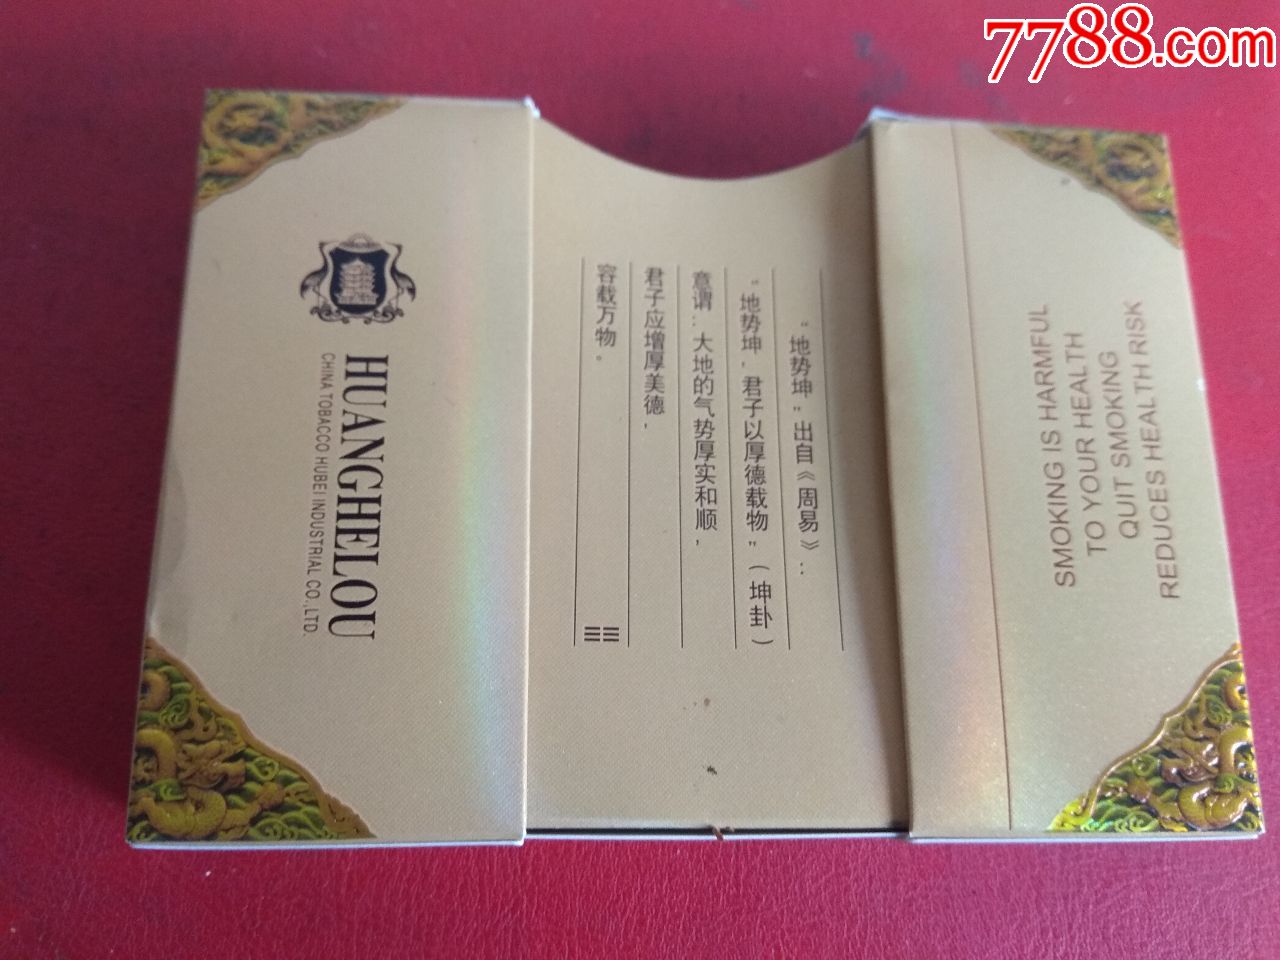 7788.com
HUANGHELOU
CHINA TOBACCO HUBEI INDUSTRIAL CO.,LTD.
“地势坤”出自《周易》：
“地势坤，君子以厚德载物”（坤卦）
意谓：大地的气势厚实和顺，
君子应增厚美德，
容载万物。
SMOKING IS HARMFUL
TO YOUR HEALTH
QUIT SMOKING
REDUCES HEALTH RISK